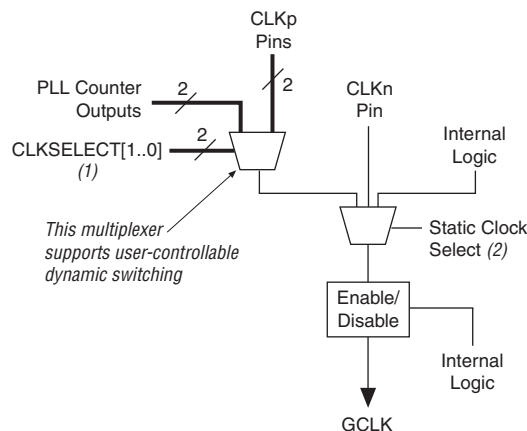 CLKp
Pins
2
PLL Counter
Outputs
2
CLKn
Pin
CLKSELECT[1..0]
(1)
2
Internal
Logic
This multiplexer
supports user-controllable
dynamic switching
Static Clock
Select (2)
Enable/
Disable
Internal
Logic
GCLK